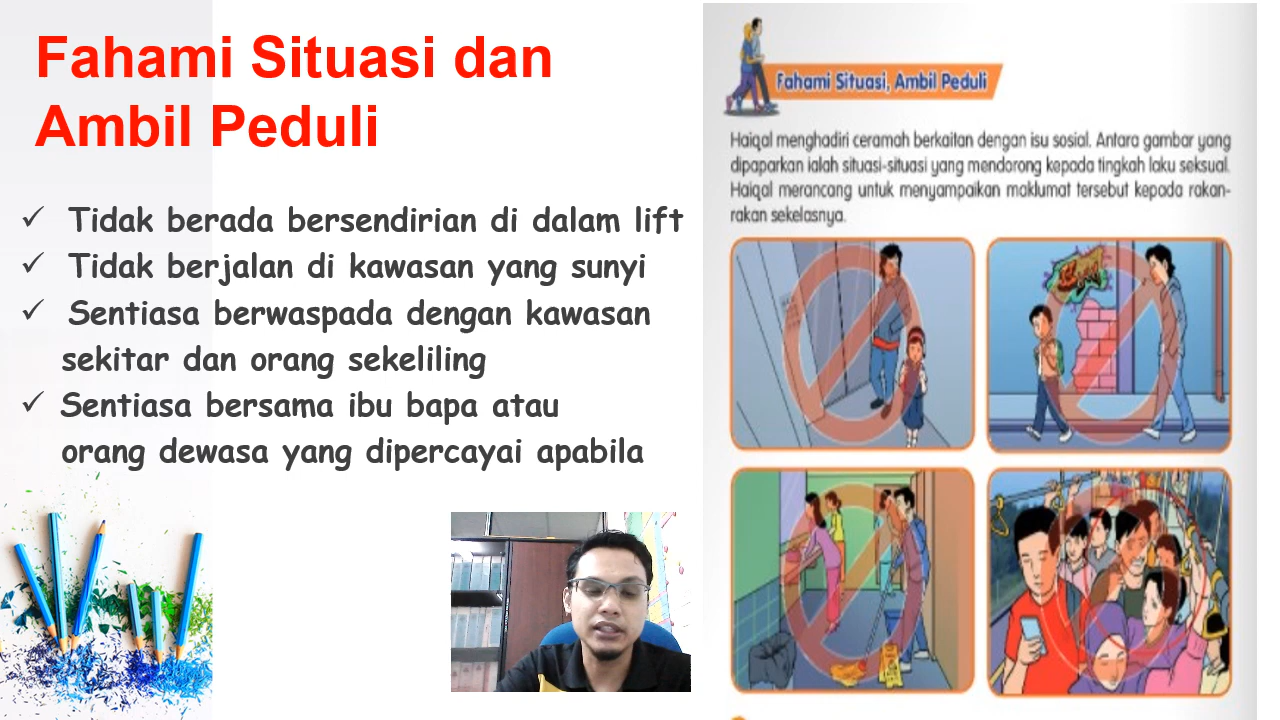 Fahami Situasi dan
Ambil Peduli
✓ Tidak berada bersendirian di dalam lift
✓ Tidak berjalan di kawasan yang sunyi
✓ Sentiasa berwaspada dengan kawasan
sekitar dan orang sekeliling
✓ Sentiasa bersama ibu bapa atau
orang dewasa yang dipercayai apabila
Fahami Situasi, Ambil Peduli
Haiqal menghadiri ceramah berkaitan dengan isu sosial. Antara gambar yang
dipaparkan ialah situasi-situasi yang mendorong kepada tingkah laku seksual.
Haiqal merancang untuk menyampaikan maklumat tersebut kepada rakan-
rakan sekelasnya.